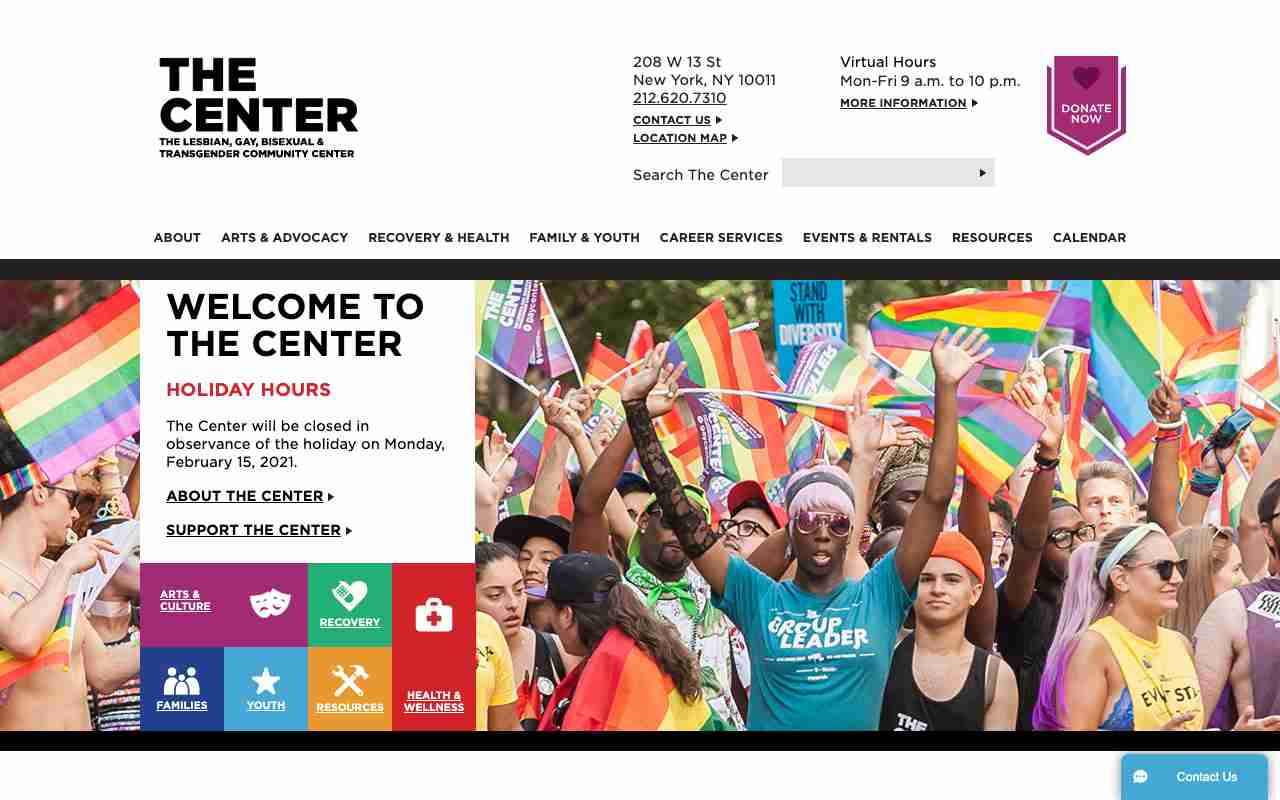 THE
CENTER
THE LESBIAN, GAY, BISEXUAL &
TRANSGENDER COMMUNITY CENTER
208 W 13 St
New York, NY 10011
212.620.7310
CONTACT US
LOCATION MAP
Virtual Hours
Mon-Fri 9 a.m. to 10 p.m.
MORE INFORMATION
DONATE
NOW
Search The Center
ABOUT ARTS & ADVOCACY RECOVERY & HEALTH FAMILY & YOUTH CAREER SERVICES EVENTS & RENTALS RESOURCES CALENDAR
WELCOME TO
THE CENTER
HOLIDAY HOURS
The Center will be closed in
observance of the holiday on Monday,
February 15, 2021.
ABOUT THE CENTER
SUPPORT THE CENTER
ARTS &
CULTURE
RECOVERY
HEALTH &
WELLNESS
FAMILIES
YOUTH
RESOURCES
STAND
WITH
DIVERSITY
GROUP
LEADER
THE
Contact Us